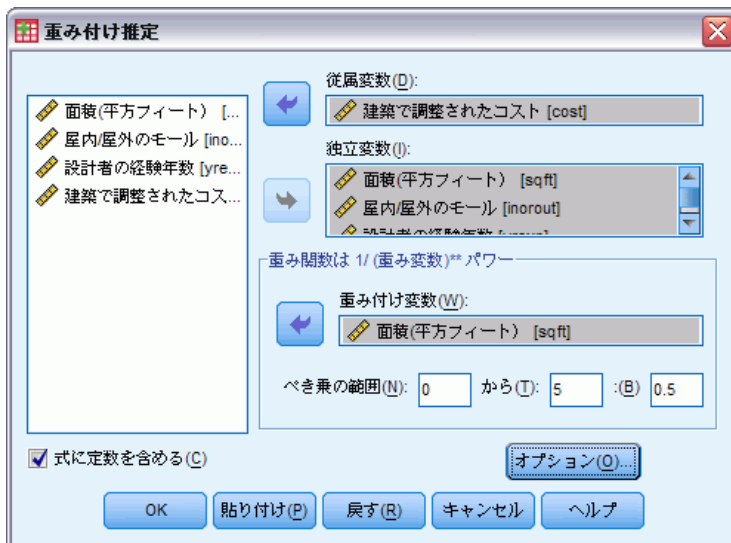 重み付け推定
面積(平方フィート) [...
屋内/屋外のモール [ino...
設計者の経験年数 [yre...
建築で調整されたコス...
従属変数(D):
建築で調整されたコスト [cost]
独立変数(I):
面積(平方フィート) [sqft]
屋内/屋外のモール [inorout]
重み関数は 1/ (重み変数)** パワー
重み付け変数(W):
面積(平方フィート) [sqft]
べき乗の範囲(N): 0 から(T): 5 :(B) 0.5
式に定数を含める(C)
オプション(O)...
OK 貼り付け(P) 戻す(R) キャンセル ヘルプ